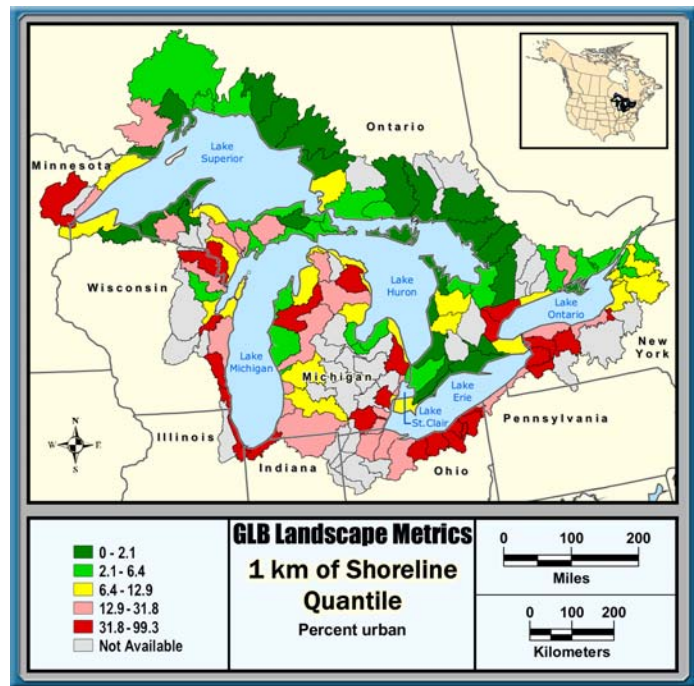 Ontario
Lake
Superior
Minnesota
Wisconsin
Lake
Huron
Lake
Ontario
New
York
Lake
Michigan
Michigan
Lake
Erie
Lake
St. Clair
Pennsylvania
Illinois
Indiana
Ohio
N
W
E
S
0 - 2.1
2.1 - 6.4
6.4 - 12.9
12.9 - 31.8
31.8 - 99.3
Not Available
GLB Landscape Metrics
1 km of Shoreline
Quantile
Percent urban
0 100 200
Miles
0 100 200
Kilometers